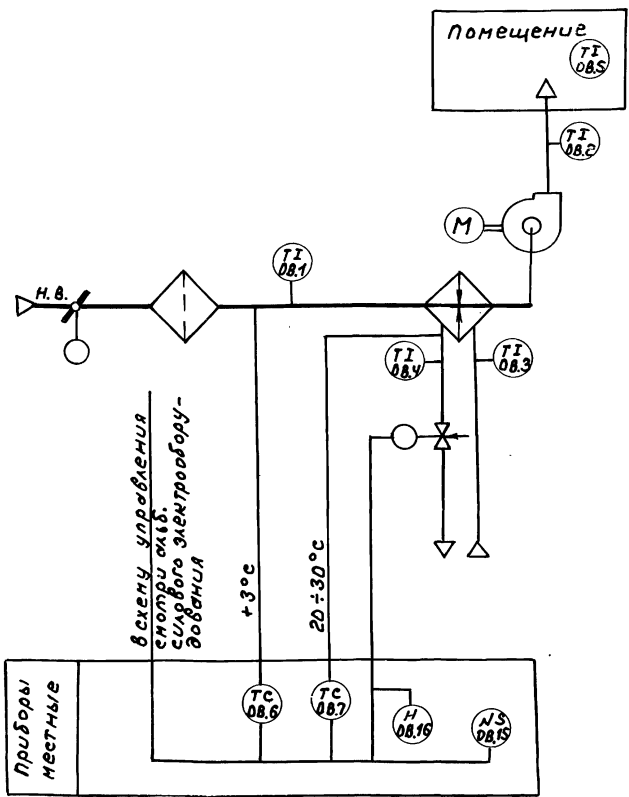 Помещение
TI
DB.5
TI
DB.2
M
TI
DB.1
Н.В.
TI
DB.4
TI
DB.3
в схему управления
смотри альб.
силового электрообору-
дования
+3°C
20÷30°C
Приборы
местные
TC
DB.6
TC
DB.7
H
DB.16
NS
DB.15